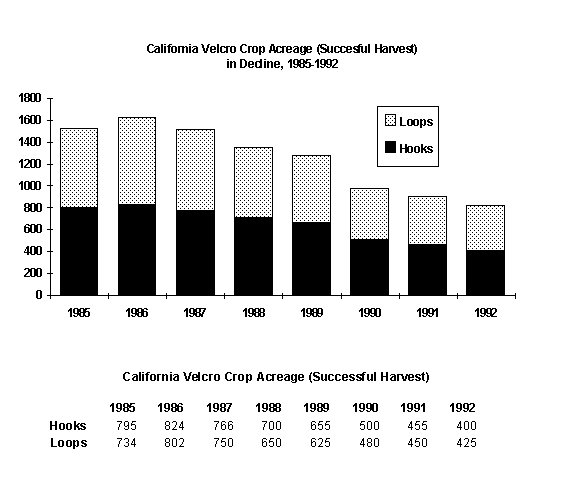 California Velcro Crop Acreage (Succesful Harvest)
in Decline, 1985-1992
1800
1600
1400
1200
1000
800
600
400
200
0
Loops
Hooks
1985 1986 1987 1988 1989 1990 1991 1992
California Velcro Crop Acreage (Successful Harvest)
1985 1986 1987 1988 1989 1990 1991 1992
Hooks 795 824 766 700 655 500 455 400
Loops 734 802 750 650 625 480 450 425